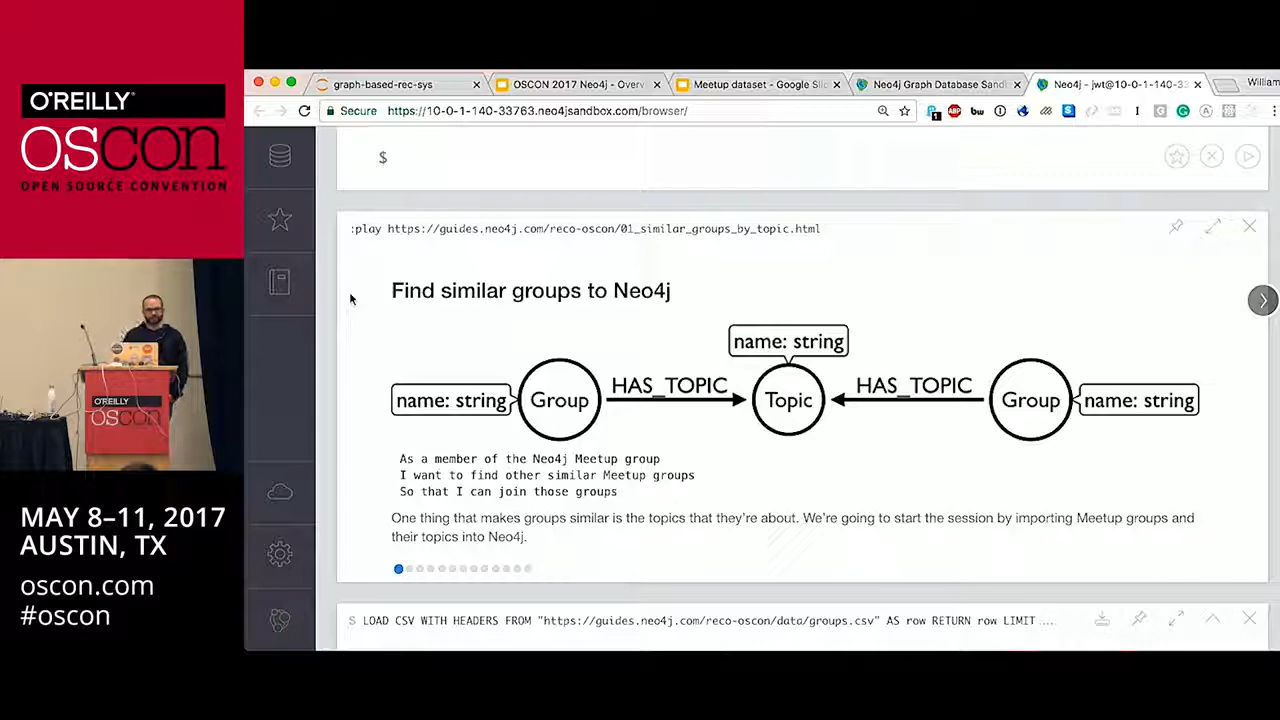 O'REILLY®
OSCON
OPEN SOURCE CONVENTION
O'REILLY
OSCON
MAY 8–11, 2017
AUSTIN, TX
oscon.com
#oscon
graph-based-rec-sys
OSCON 2017 Neo4j - Overv
Meetup dataset - Google Slid
Neo4j Graph Database Sand
Neo4j - jwt@10-0-1-140-33
William
Secure
https://10-0-1-140-33763.neo4jsandbox.com/browser/
$
:play https://guides.neo4j.com/reco-oscon/01_similar_groups_by_topic.html
Find similar groups to Neo4j
name: string
name: string
Group
HAS_TOPIC
Topic
HAS_TOPIC
Group
name: string
As a member of the Neo4j Meetup group
I want to find other similar Meetup groups
So that I can join those groups
One thing that makes groups similar is the topics that they're about. We're going to start the session by importing Meetup groups and
their topics into Neo4j.
$ LOAD CSV WITH HEADERS FROM "https://guides.neo4j.com/reco-oscon/data/groups.csv" AS row RETURN row LIMIT ....